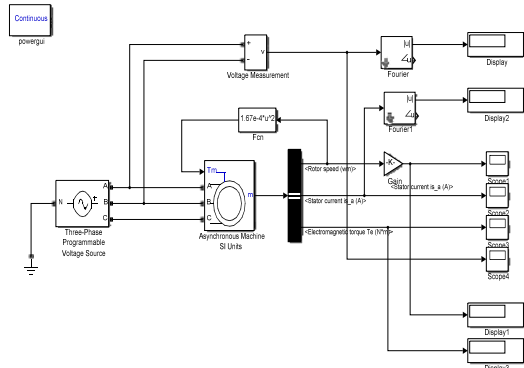 Continuous
powergui
+
-
v
Voltage Measurement
|u|
∠u
Fourier
Display
|u|
∠u
Fourier1
Display2
1.67e-4*u^2
Fcn
<Rotor speed (wm)>
-K-
Gain
Scope1
<Stator current is_a (A)>
Tm
A
B
C
m
<Stator current is_a (A)>
Scope2
N
A
B
C
Asynchronous Machine
SI Units
<Electromagnetic torque Te (N*m)>
Scope3
Three-Phase
Programmable
Voltage Source
Scope4
Display1
Display3